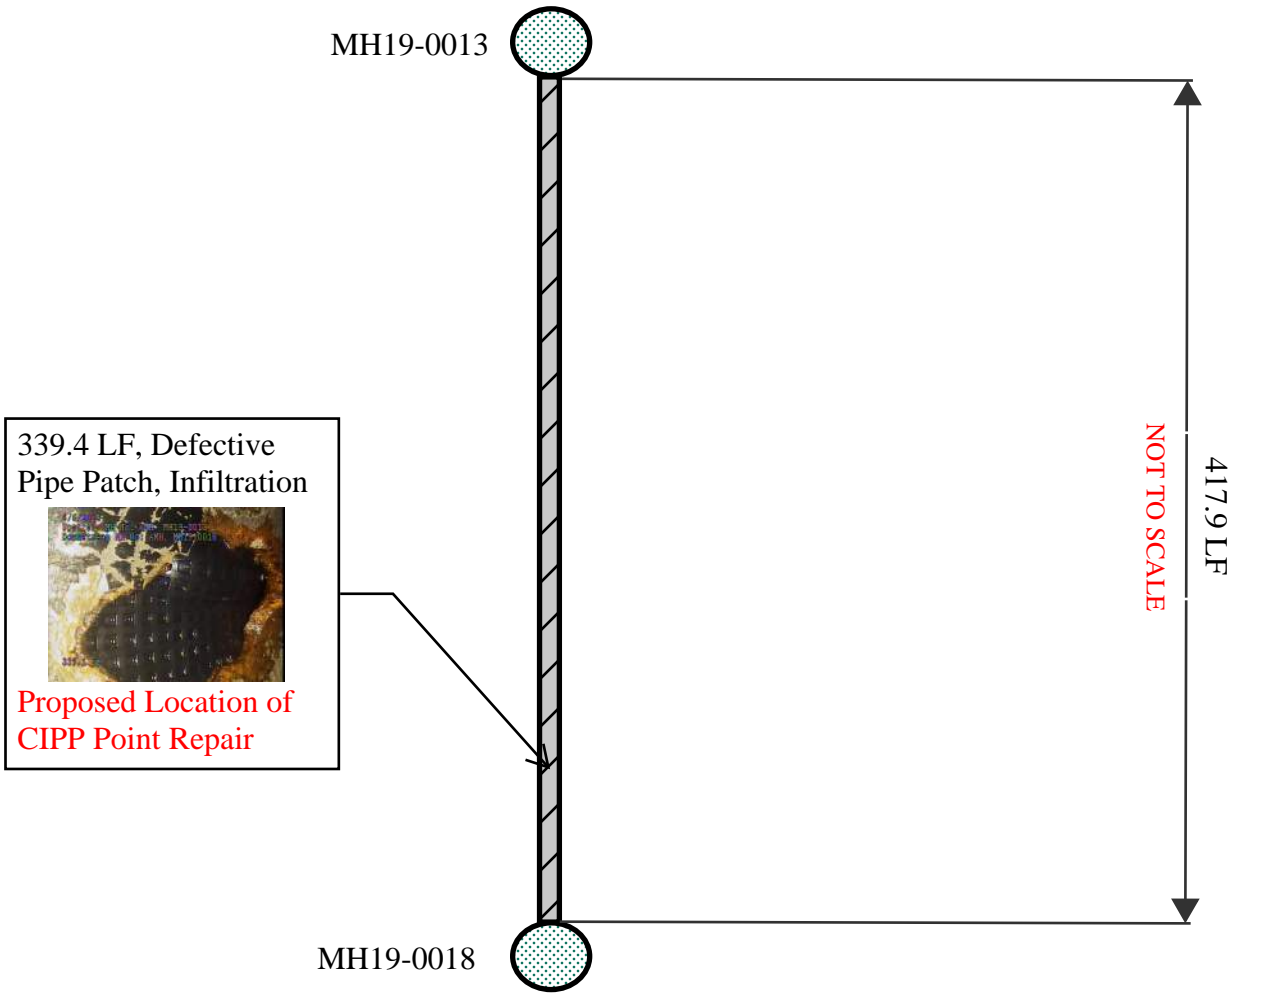 MH19-0013
339.4 LF, Defective
Pipe Patch, Infiltration
Proposed Location of
CIPP Point Repair
417.9 LF
NOT TO SCALE
MH19-0018